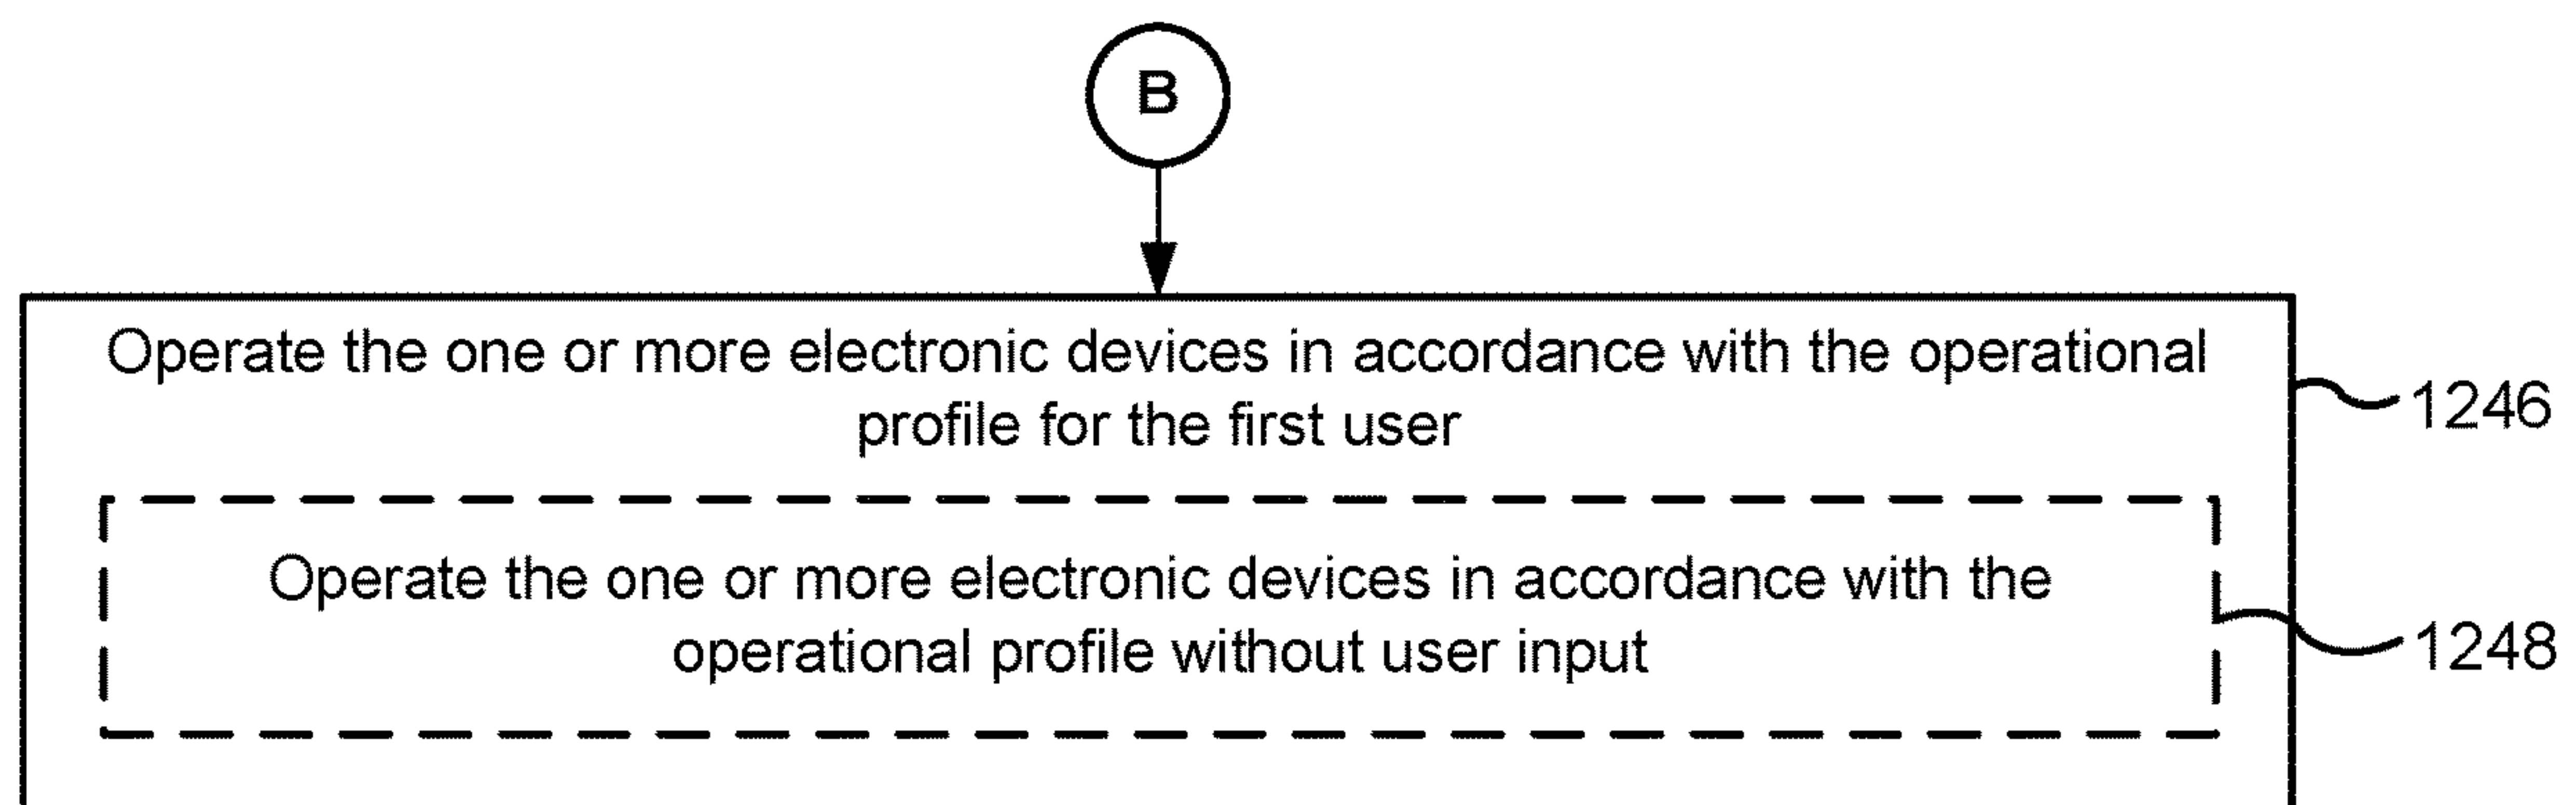 B
Operate the one or more electronic devices in accordance with the operational
profile for the first user
1246
Operate the one or more electronic devices in accordance with the
operational profile without user input
1248